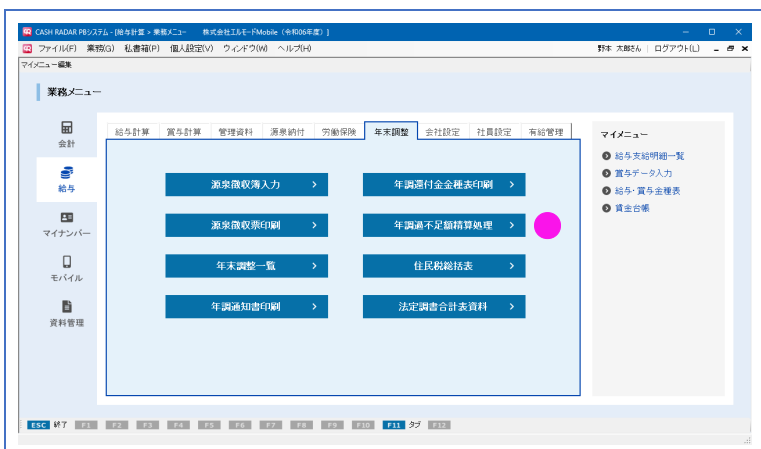 CASH RADAR PBシステム - [給与計算 > 業務メニュー 株式会社エルモードMobile（令和06年度）]
ファイル(F) 業務(G) 私書箱(P) 個人設定(V) ウィンドウ(W) ヘルプ(H) 野本 太郎さん ログアウト(L)
マイメニュー編集
業務メニュー
給与計算 賞与計算 管理資料 源泉納付 労働保険 年末調整 会社設定 社員設定 有給管理
会計
給与
マイナンバー
モバイル
資料管理
源泉徴収簿入力
年調還付金金種表印刷
源泉徴収票印刷
年調過不足額精算処理
年末調整一覧
住民税総括表
年調通知書印刷
法定調書合計表資料
マイメニュー
給与支給明細一覧
賞与データ入力
給与・賞与金種表
賃金台帳
ESC 終了 F1 F2 F3 F4 F5 F6 F7 F8 F9 F10 F11 タブ F12